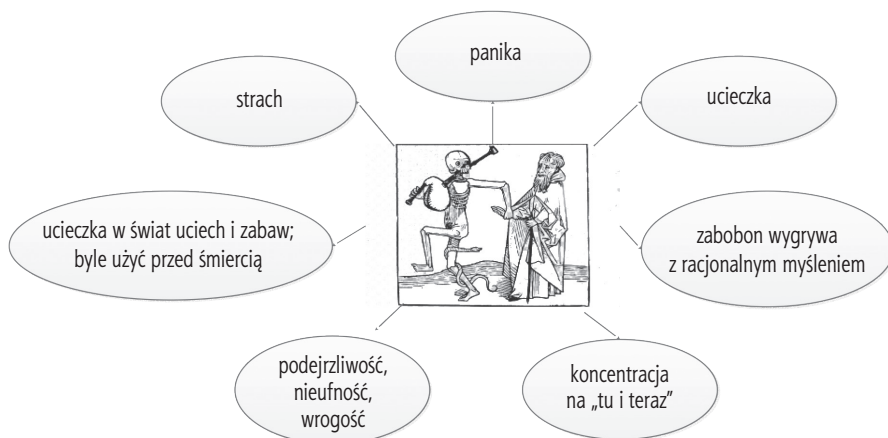 panika
strach
ucieczka
ucieczka w świat uciech i zabaw;
byle użyć przed śmiercią
zabobon wygrywa
z racjonalnym myśleniem
podejrzliwość,
nieufność,
wrogość
koncentracja
na „tu i teraz”